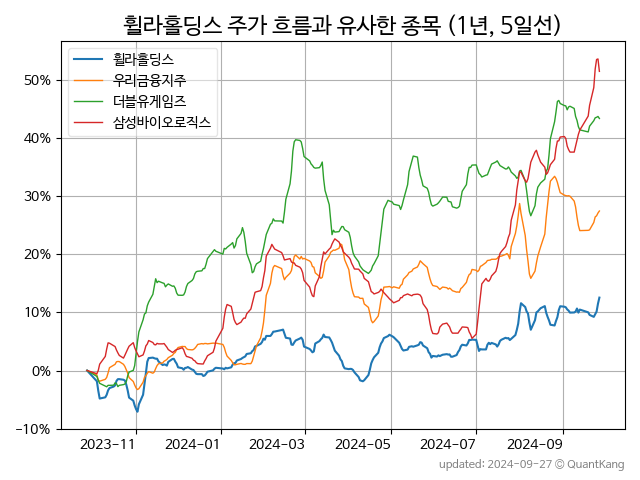 휠라홀딩스 주가 흐름과 유사한 종목 (1년, 5일선)
휠라홀딩스
우리금융지주
더블유게임즈
삼성바이오로직스
50%
40%
30%
20%
10%
0%
−10%
2023-11 2024-01 2024-03 2024-05 2024-07 2024-09
updated: 2024-09-27 © QuantKang